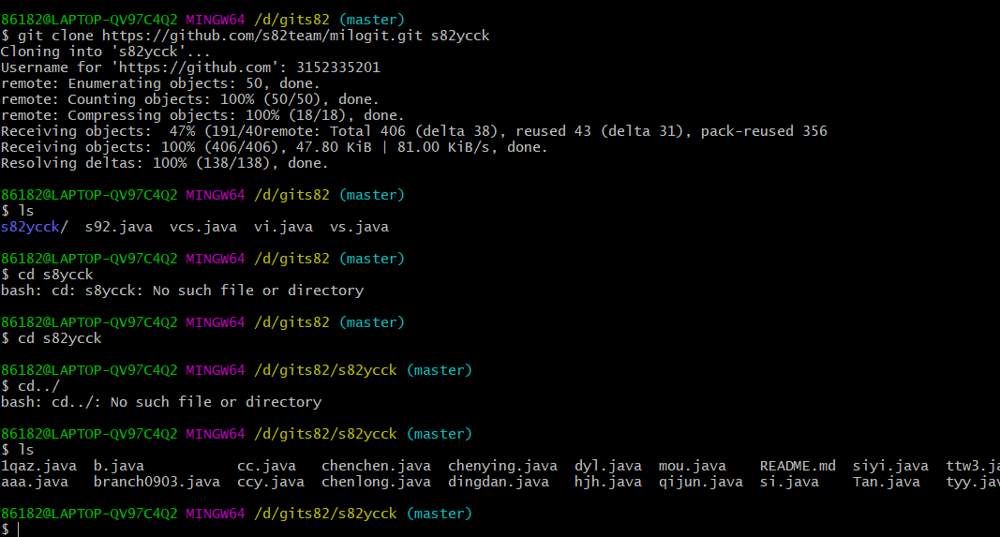 86182@LAPTOP-QV97C4Q2 MINGW64 /d/gits82 (master)
$ git clone https://github.com/s82team/milogit.git s82ycck
Cloning into 's82ycck'...
Username for 'https://github.com': 3152335201
remote: Enumerating objects: 50, done.
remote: Counting objects: 100% (50/50), done.
remote: Compressing objects: 100% (18/18), done.
Receiving objects:  47% (191/40remote: Total 406 (delta 38), reused 43 (delta 31), pack-reused 356
Receiving objects: 100% (406/406), 47.80 KiB | 81.00 KiB/s, done.
Resolving deltas: 100% (138/138), done.
86182@LAPTOP-QV97C4Q2 MINGW64 /d/gits82 (master)
$ ls
s82ycck/  s92.java  vcs.java  vi.java  vs.java
86182@LAPTOP-QV97C4Q2 MINGW64 /d/gits82 (master)
$ cd s8ycck
bash: cd: s8ycck: No such file or directory
86182@LAPTOP-QV97C4Q2 MINGW64 /d/gits82 (master)
$ cd s82ycck
86182@LAPTOP-QV97C4Q2 MINGW64 /d/gits82/s82ycck (master)
$ cd../
bash: cd../: No such file or directory
86182@LAPTOP-QV97C4Q2 MINGW64 /d/gits82/s82ycck (master)
$ ls
1qaz.java  b.java           cc.java   chenchen.java  chenying.java  dyl.java  mou.java    README.md  siyi.java  ttw3.ja
aaa.java   branch0903.java  ccy.java  chenlong.java  dingdan.java   hjh.java  qijun.java  si.java    Tan.java   tyy.jav
86182@LAPTOP-QV97C4Q2 MINGW64 /d/gits82/s82ycck (master)
$